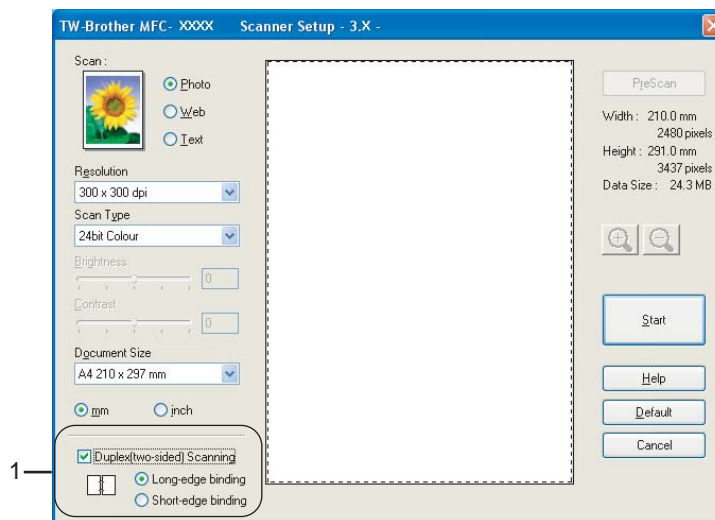 TW-Brother MFC- XXXX Scanner Setup - 3.X -
Scan :
Photo
Web
Text
Resolution
300 x 300 dpi
Scan Type
24bit Colour
Brightness
0
Contrast
0
Document Size
A4 210 x 297 mm
mm
inch
1
Duplex(two-sided) Scanning
Long-edge binding
Short-edge binding
PreScan
Width : 210.0 mm
2480 pixels
Height : 291.0 mm
3437 pixels
Data Size : 24.3 MB
Start
Help
Default
Cancel